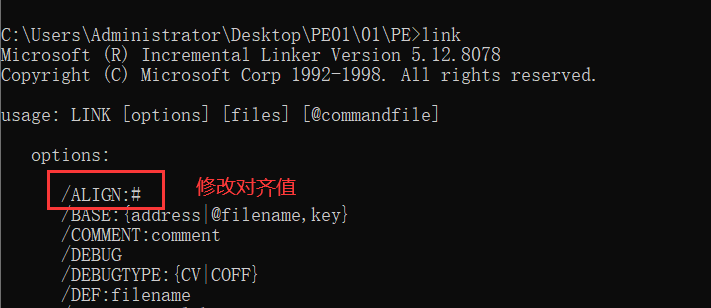 C:\Users\Administrator\Desktop\PE01\01\PE>link
Microsoft (R) Incremental Linker Version 5.12.8078
Copyright (C) Microsoft Corp 1992-1998. All rights reserved.
usage: LINK [options] [files] [@commandfile]
options:
/ALIGN:# 修改对齐值
/BASE:{address|@filename,key}
/COMMENT:comment
/DEBUG
/DEBUGTYPE:{CV|COFF}
/DEF:filename